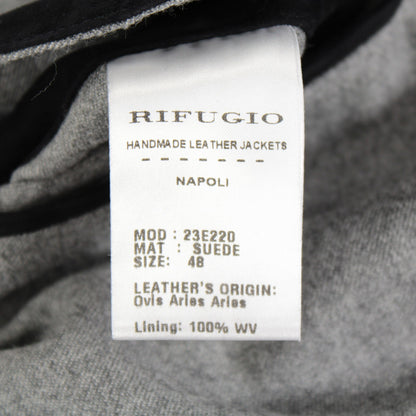 RIFUGIO
HANDMADE LEATHER JACKETS
- - - - - - -
NAPOLI
MOD : 23E220
MAT : SUEDE
SIZE: 48
LEATHER'S ORIGIN:
Ovis Aries Aries
Lining: 100% WV